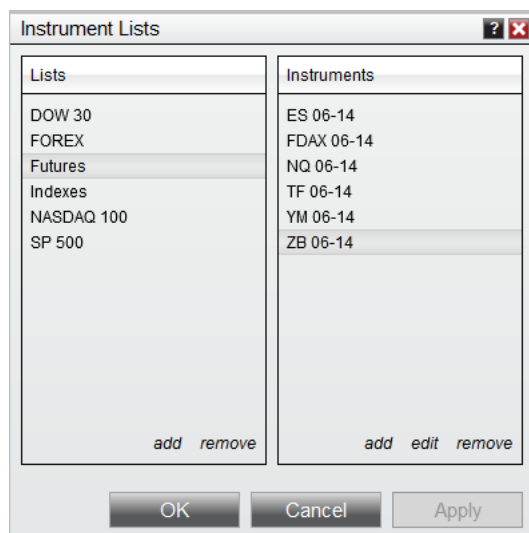 Instrument Lists ?
Lists
DOW 30
FOREX
Futures
Indexes
NASDAQ 100
SP 500
add remove
Instruments
ES 06-14
FDAX 06-14
NQ 06-14
TF 06-14
YM 06-14
ZB 06-14
add edit remove
OK Cancel Apply